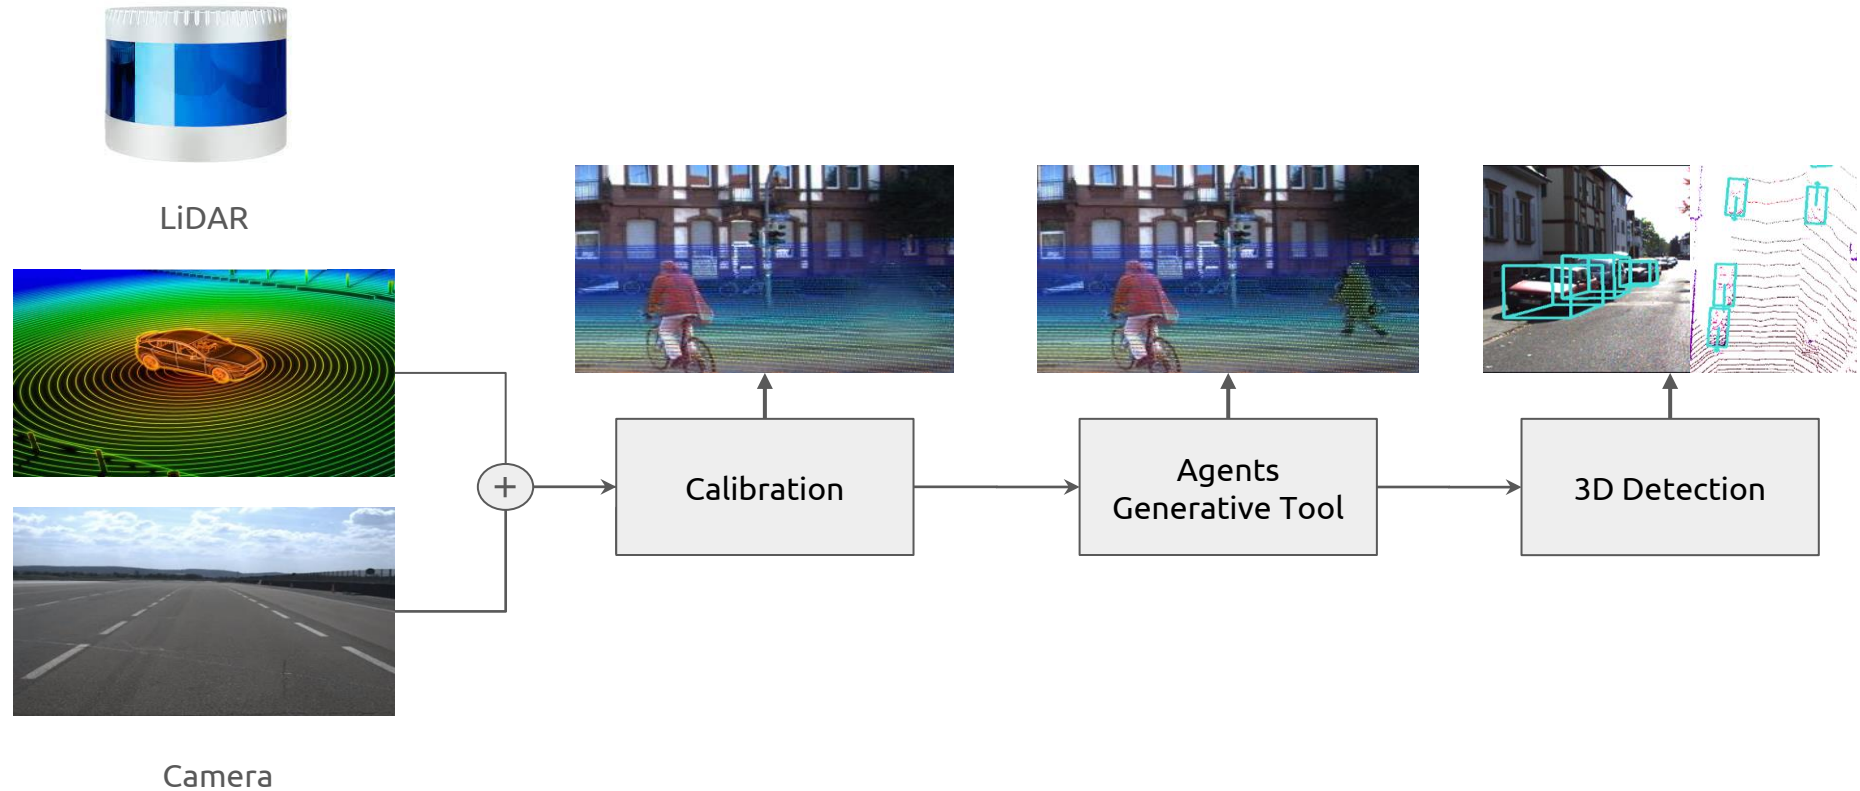 LiDAR
Camera
+
Calibration
Agents
Generative Tool
3D Detection